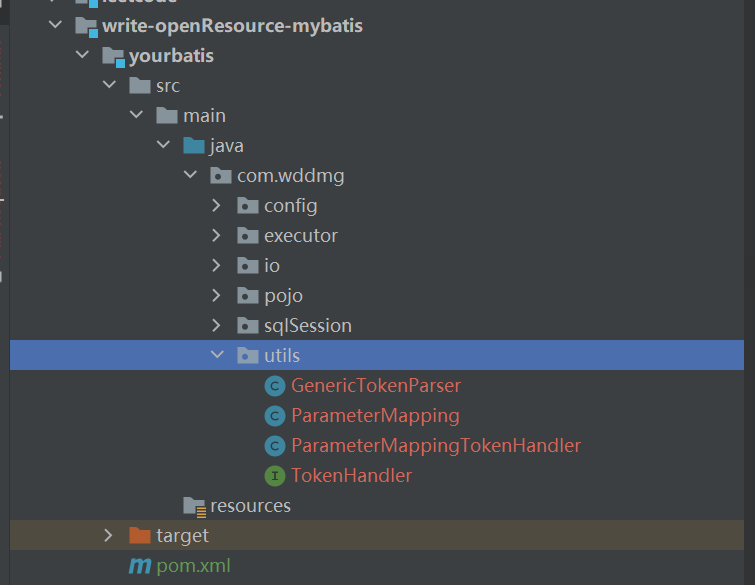 write-openResource-mybatis
yourbatis
src
main
java
com.wddmg
config
executor
io
pojo
sqlSession
utils
C GenericTokenParser
C ParameterMapping
C ParameterMappingTokenHandler
I TokenHandler
resources
target
m pom.xml